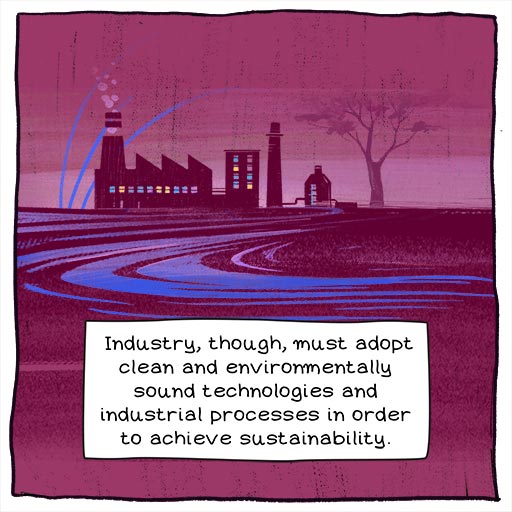 Industry, though, must adopt
clean and environmentally
sound technologies and
industrial processes in order
to achieve sustainability.